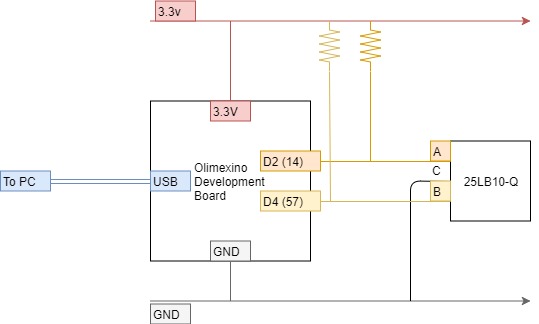 3.3v
3.3V
D2 (14)
A
Olimexino
Development
Board
C
To PC
USB
25LB10-Q
B
D4 (57)
GND
GND